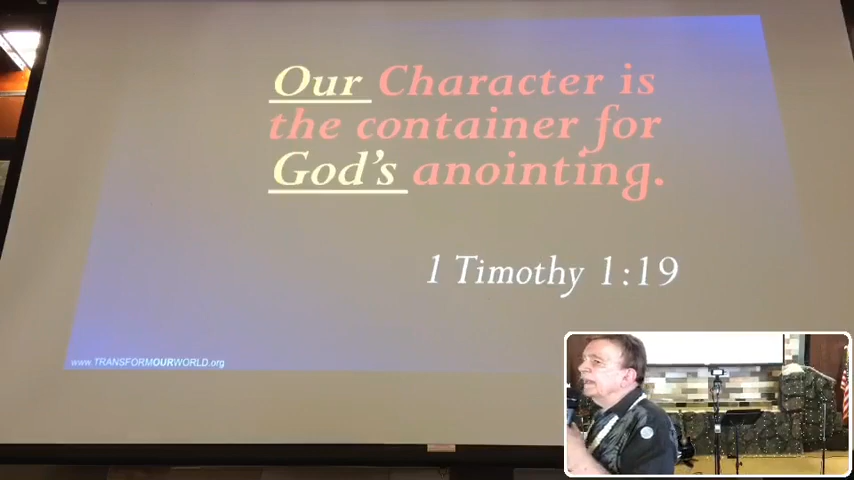 Our Character is
the container for
God's anointing.
1 Timothy 1:19
www.TRANSFORMOURWORLD.org